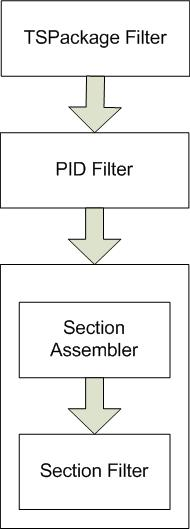 TSPackage Filter
PID Filter
Section
Assembler
Section Filter